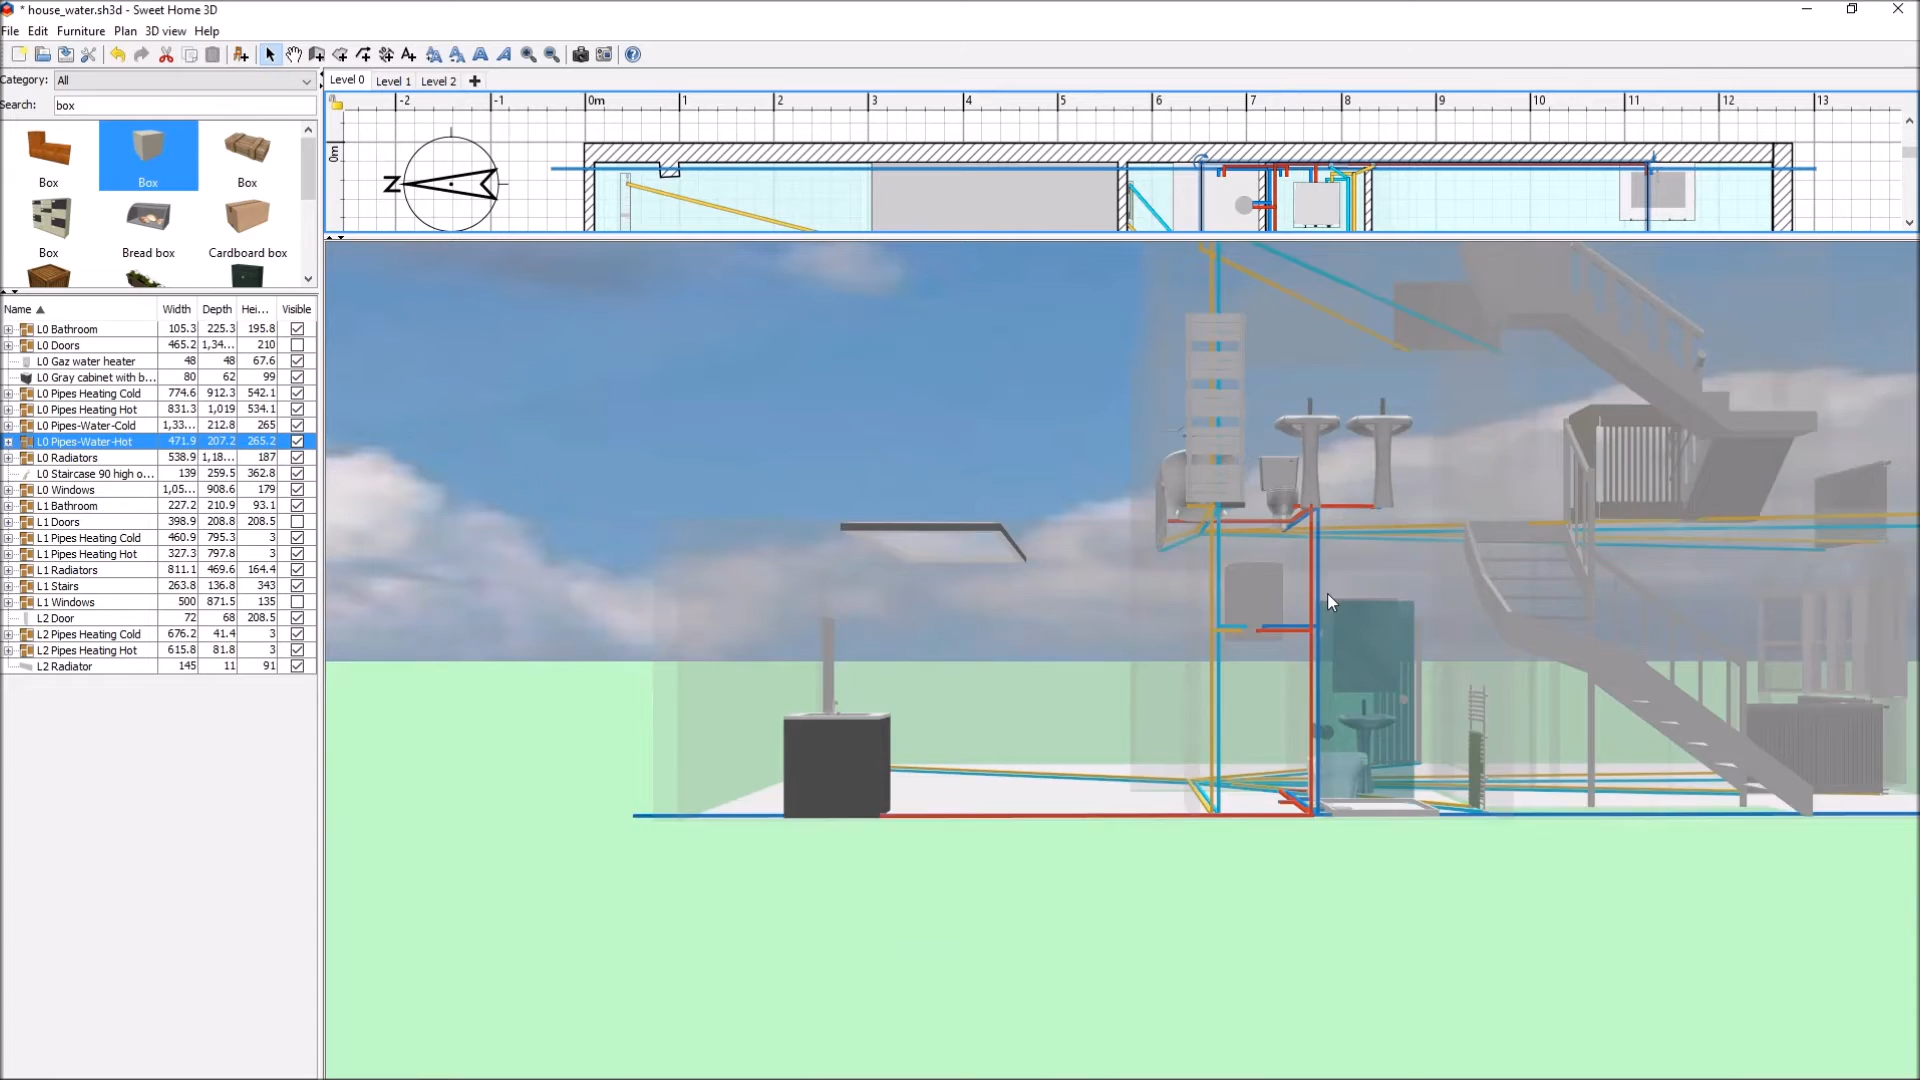 * house_water.sh3d - Sweet Home 3D
File Edit Furniture Plan 3D view Help
Category: All
Search: box
Box Box Box
Box Bread box Cardboard box
Level 0 Level 1 Level 2
-2 -1 0m 1 2 3 4 5 6 7 8 9 10 11 12 13
0m
Z
Name Width Depth Hei... Visible
L0 Bathroom 105.3 225.3 195.8
L0 Doors 465.2 1,34... 210
L0 Gaz water heater 48 48 67.6
L0 Gray cabinet with b... 80 62 99
L0 Pipes Heating Cold 774.6 912.3 542.1
L0 Pipes Heating Hot 831.3 1,019 534.1
L0 Pipes-Water-Cold 1,33... 212.8 265
L0 Pipes-Water-Hot 471.9 207.2 265.2
L0 Radiators 538.9 1,18... 187
L0 Staircase 90 high o... 139 259.5 362.8
L0 Windows 1,05... 908.6 179
L1 Bathroom 227.2 210.9 93.1
L1 Doors 398.9 208.8 208.5
L1 Pipes Heating Cold 460.9 795.3 3
L1 Pipes Heating Hot 327.3 797.8 3
L1 Radiators 811.1 469.6 164.4
L1 Stairs 263.8 136.8 343
L1 Windows 500 871.5 135
L2 Door 72 68 208.5
L2 Pipes Heating Cold 676.2 41.4 3
L2 Pipes Heating Hot 615.8 81.8 3
L2 Radiator 145 11 91